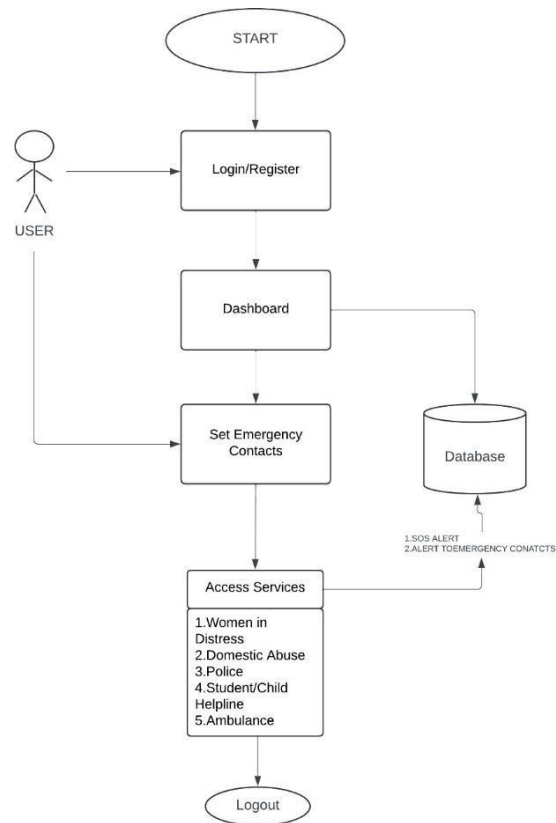 START
Login/Register
USER
Dashboard
Set Emergency
Contacts
Database
1.SOS ALERT
2.ALERT TOEMERGENCY CONATCTS
Access Services
1.Women in
Distress
2.Domestic Abuse
3.Police
4.Student/Child
Helpline
5.Ambulance
Logout